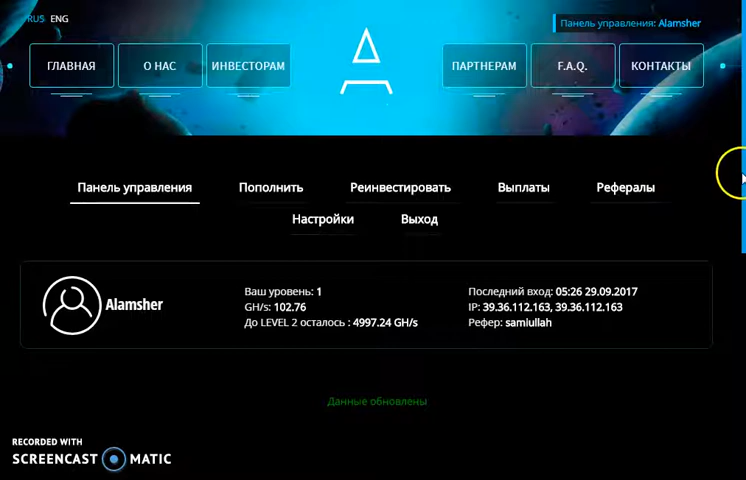 RUS ENG
Панель управления: Alamsher
ГЛАВНАЯ О НАС ИНВЕСТОРАМ ПАРТНЕРАМ F.A.Q. КОНТАКТЫ
Панель управления Пополнить Реинвестировать Выплаты Рефералы
Настройки Выход
Alamsher
Ваш уровень: 1
GH/s: 102.76
До LEVEL 2 осталось : 4997.24 GH/s
Последний вход: 05:26 29.09.2017
IP: 39.36.112.163, 39.36.112.163
Рефер: samiullah
Данные обновлены
RECORDED WITH
SCREENCAST MATIC